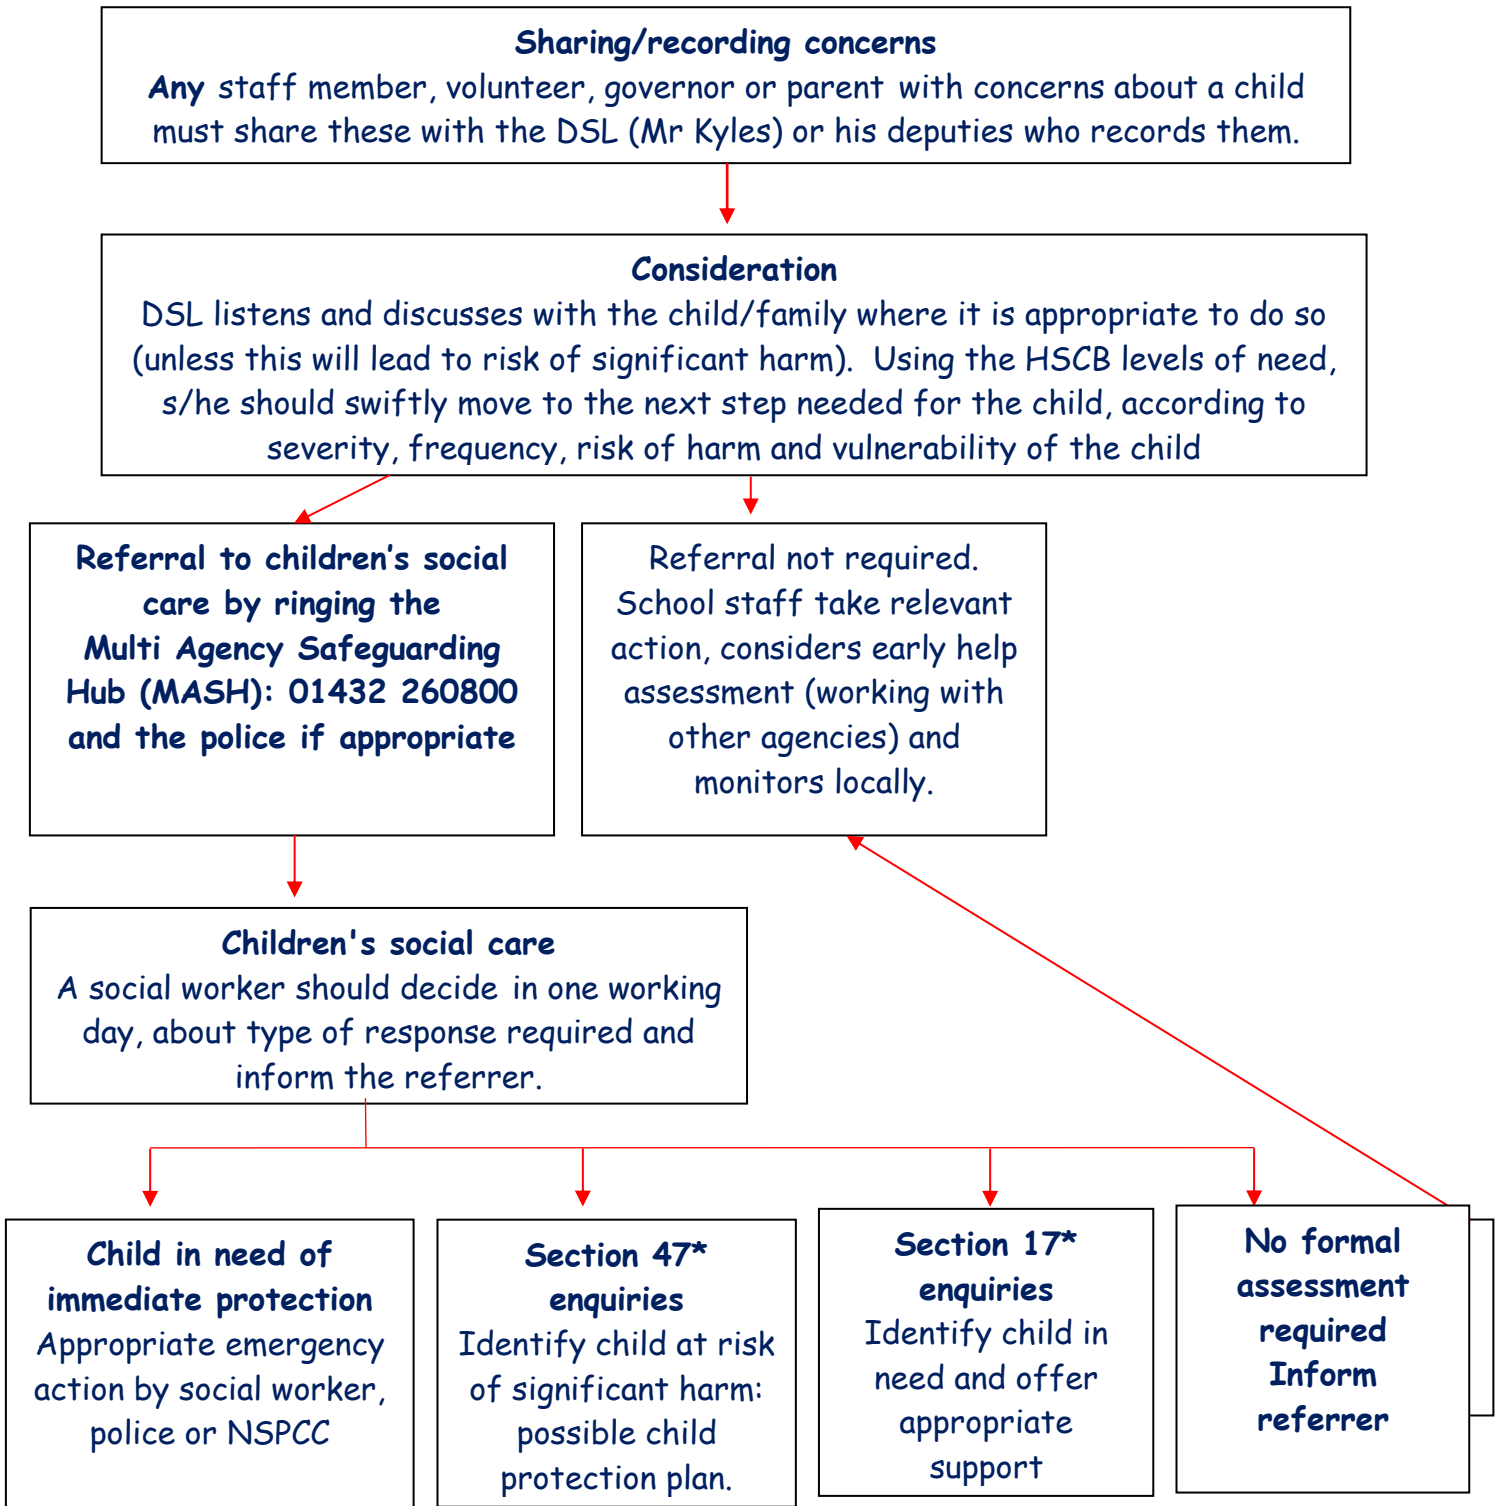 Sharing/recording concerns
Any staff member, volunteer, governor or parent with concerns about a child
must share these with the DSL (Mr Kyles) or his deputies who records them.
Consideration
DSL listens and discusses with the child/family where it is appropriate to do so
(unless this will lead to risk of significant harm). Using the HSCB levels of need,
s/he should swiftly move to the next step needed for the child, according to
severity, frequency, risk of harm and vulnerability of the child
Referral to children’s social
care by ringing the
Multi Agency Safeguarding
Hub (MASH): 01432 260800
and the police if appropriate
Referral not required.
School staff take relevant
action, considers early help
assessment (working with
other agencies) and
monitors locally.
Children's social care
A social worker should decide in one working
day, about type of response required and
inform the referrer.
Child in need of
immediate protection
Appropriate emergency
action by social worker,
police or NSPCC
Section 47*
enquiries
Identify child at risk
of significant harm:
possible child
protection plan.
Section 17*
enquiries
Identify child in
need and offer
appropriate
support
No formal
assessment
required
Inform
referrer